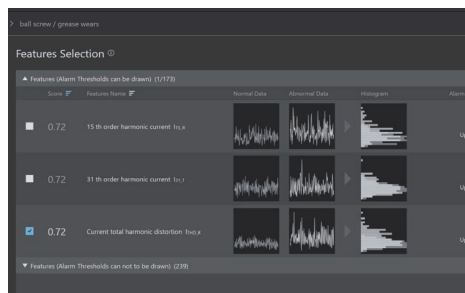 > ball screw / grease wears
Features Selection
Features (Alarm Thresholds can be drawn) (1/173)
Score Features Name Normal Data Abnormal Data Histogram Alarm
0.72 15 th order harmonic current
0.72 31 th order harmonic current
0.72 Current total harmonic distortion
Features (Alarm Thresholds can not to be drawn) (239)